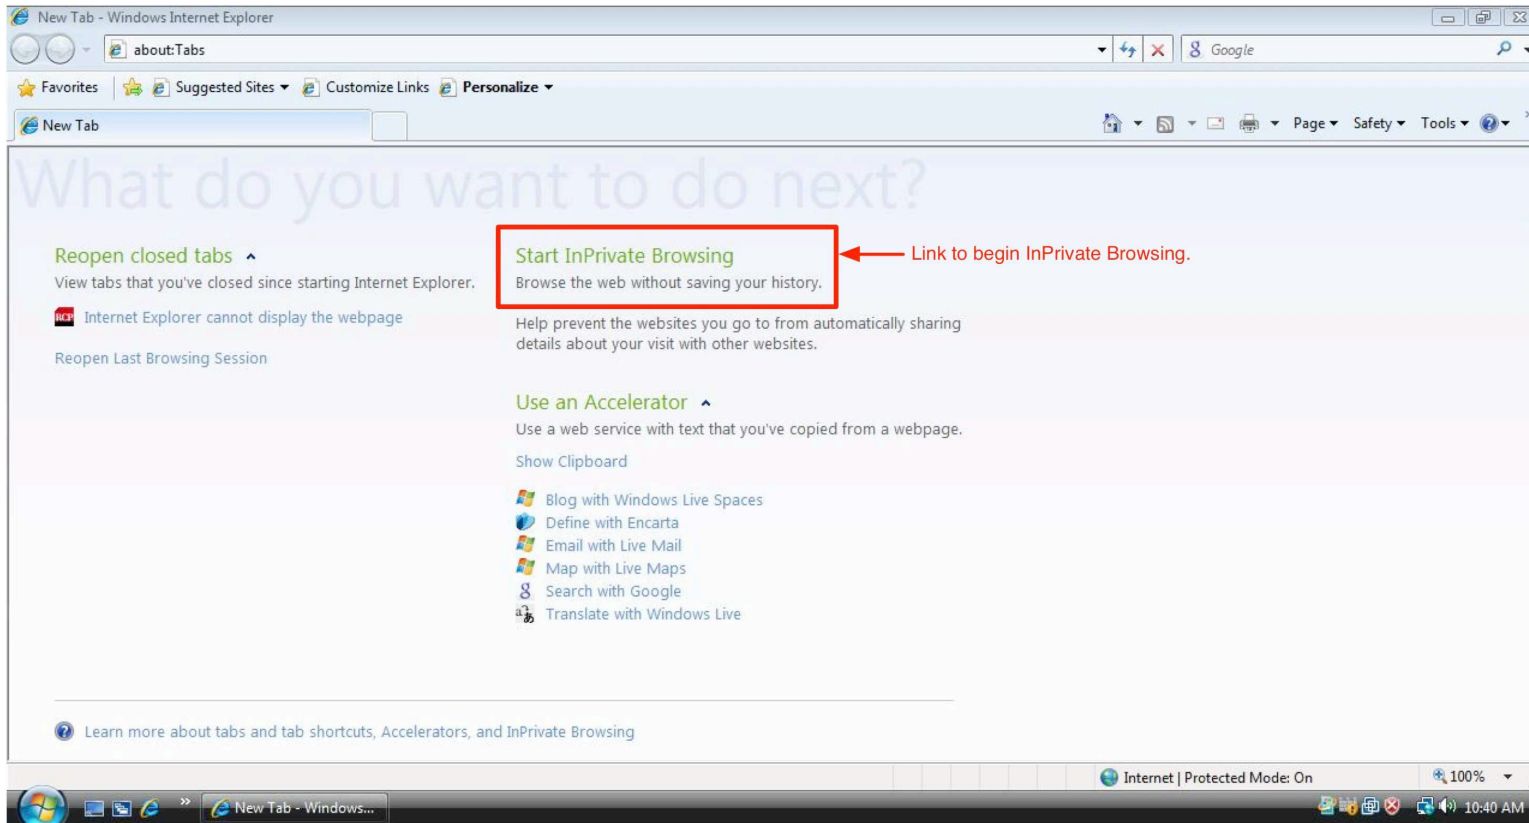 New Tab - Windows Internet Explorer
about:Tabs
Google
Favorites Suggested Sites Customize Links Personalize
New Tab
Page Safety Tools
What do you want to do next?
Reopen closed tabs
View tabs that you've closed since starting Internet Explorer.
RCP Internet Explorer cannot display the webpage
Reopen Last Browsing Session
Start InPrivate Browsing
Browse the web without saving your history.
Link to begin InPrivate Browsing.
Help prevent the websites you go to from automatically sharing
details about your visit with other websites.
Use an Accelerator
Use a web service with text that you've copied from a webpage.
Show Clipboard
Blog with Windows Live Spaces
Define with Encarta
Email with Live Mail
Map with Live Maps
Search with Google
Translate with Windows Live
Learn more about tabs and tab shortcuts, Accelerators, and InPrivate Browsing
Internet | Protected Mode: On
100%
New Tab - Windows...
10:40 AM